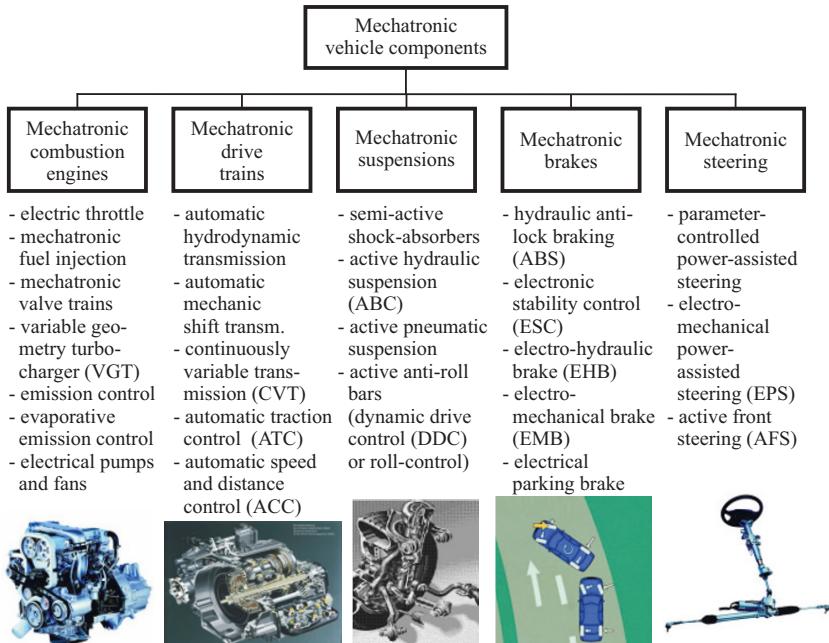 Mechatronic
vehicle components
Mechatronic
combustion
engines
- electric throttle
- mechatronic
fuel injection
- mechatronic
valve trains
- variable geo-
metry turbo-
charger (VGT)
- emission control
- evaporative
emission control
- electrical pumps
and fans
Mechatronic
drive
trains
- automatic
hydrodynamic
transmission
- automatic
mechanic
shift transm.
- continuously
variable trans-
mission (CVT)
- automatic traction
control (ATC)
- automatic speed
and distance
control (ACC)
Mechatronic
suspensions
- semi-active
shock-absorbers
- active hydraulic
suspension
(ABC)
- active pneumatic
suspension
- active anti-roll
bars
(dynamic drive
control (DDC)
or roll-control)
Mechatronic
brakes
- hydraulic anti-
lock braking
(ABS)
- electronic
stability control
(ESC)
- electro-hydraulic
brake (EHB)
- electro-
mechanical brake
(EMB)
- electrical
parking brake
Mechatronic
steering
- parameter-
controlled
power-assisted
steering
- electro-
mechanical
power-
assisted
steering (EPS)
- active front
steering (AFS)